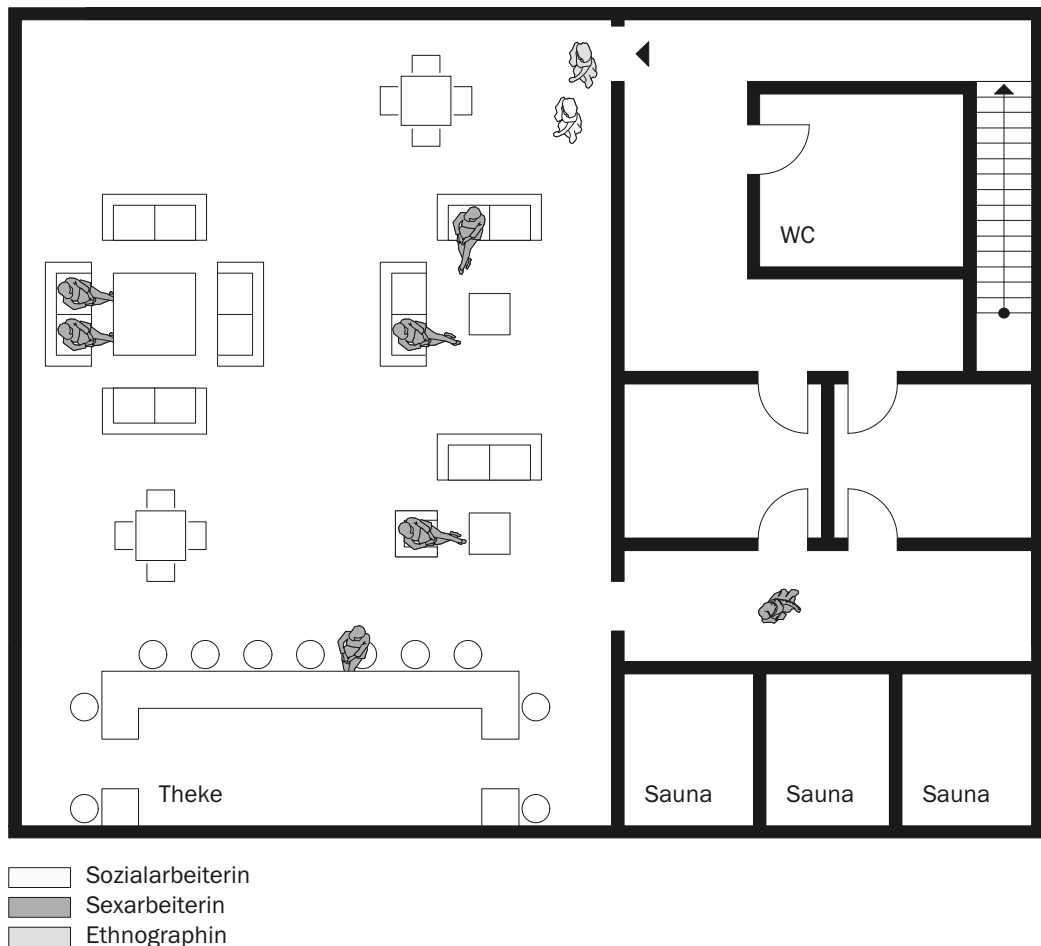 WC
Theke
Sauna
Sauna
Sauna
Sozialarbeiterin
Sexarbeiterin
Ethnographin